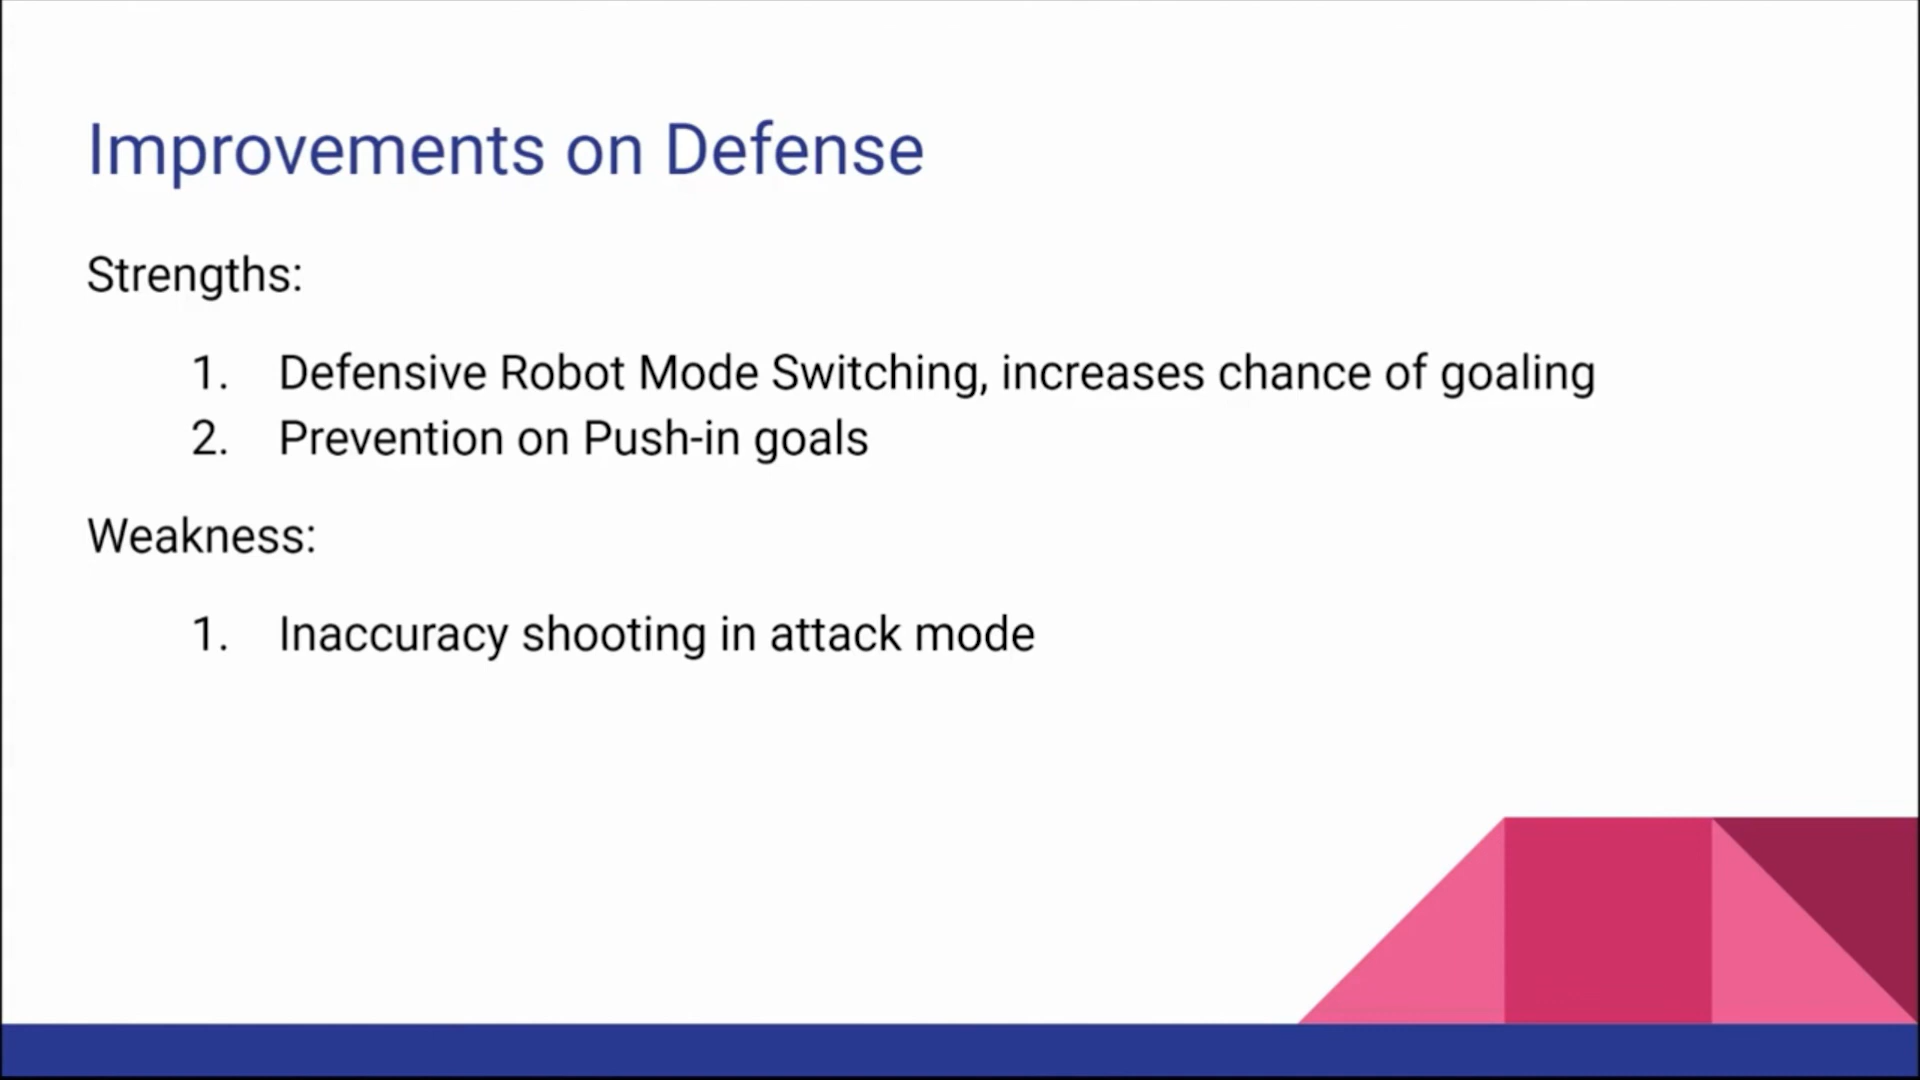 Improvements on Defense
Strengths:
1. Defensive Robot Mode Switching, increases chance of goaling
2. Prevention on Push-in goals
Weakness:
1. Inaccuracy shooting in attack mode